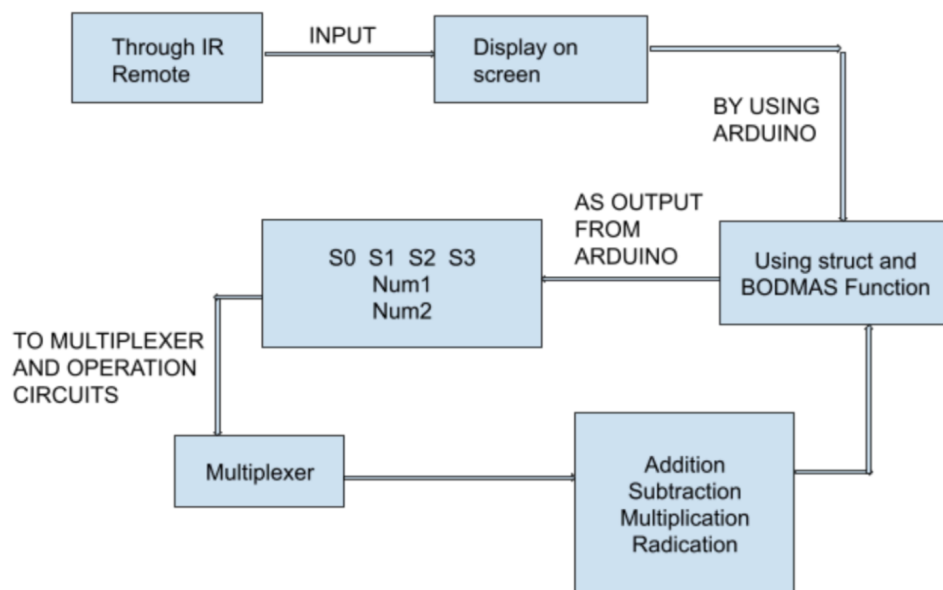 Through IR
Remote
INPUT
Display on
screen
BY USING
ARDUINO
AS OUTPUT
FROM
ARDUINO
Using struct and
BODMAS Function
S0 S1 S2 S3
Num1
Num2
TO MULTIPLEXER
AND OPERATION
CIRCUITS
Multiplexer
Addition
Subtraction
Multiplication
Radication